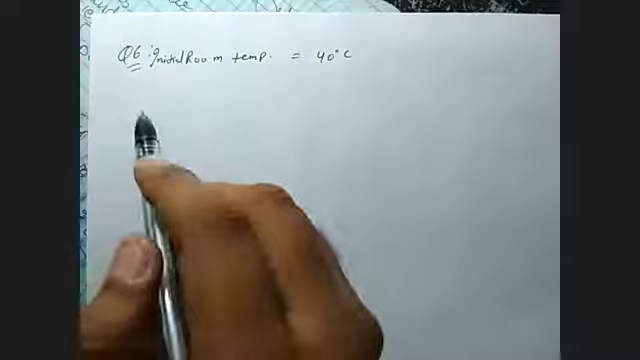 Q6 Initial Room temp. = 40°C